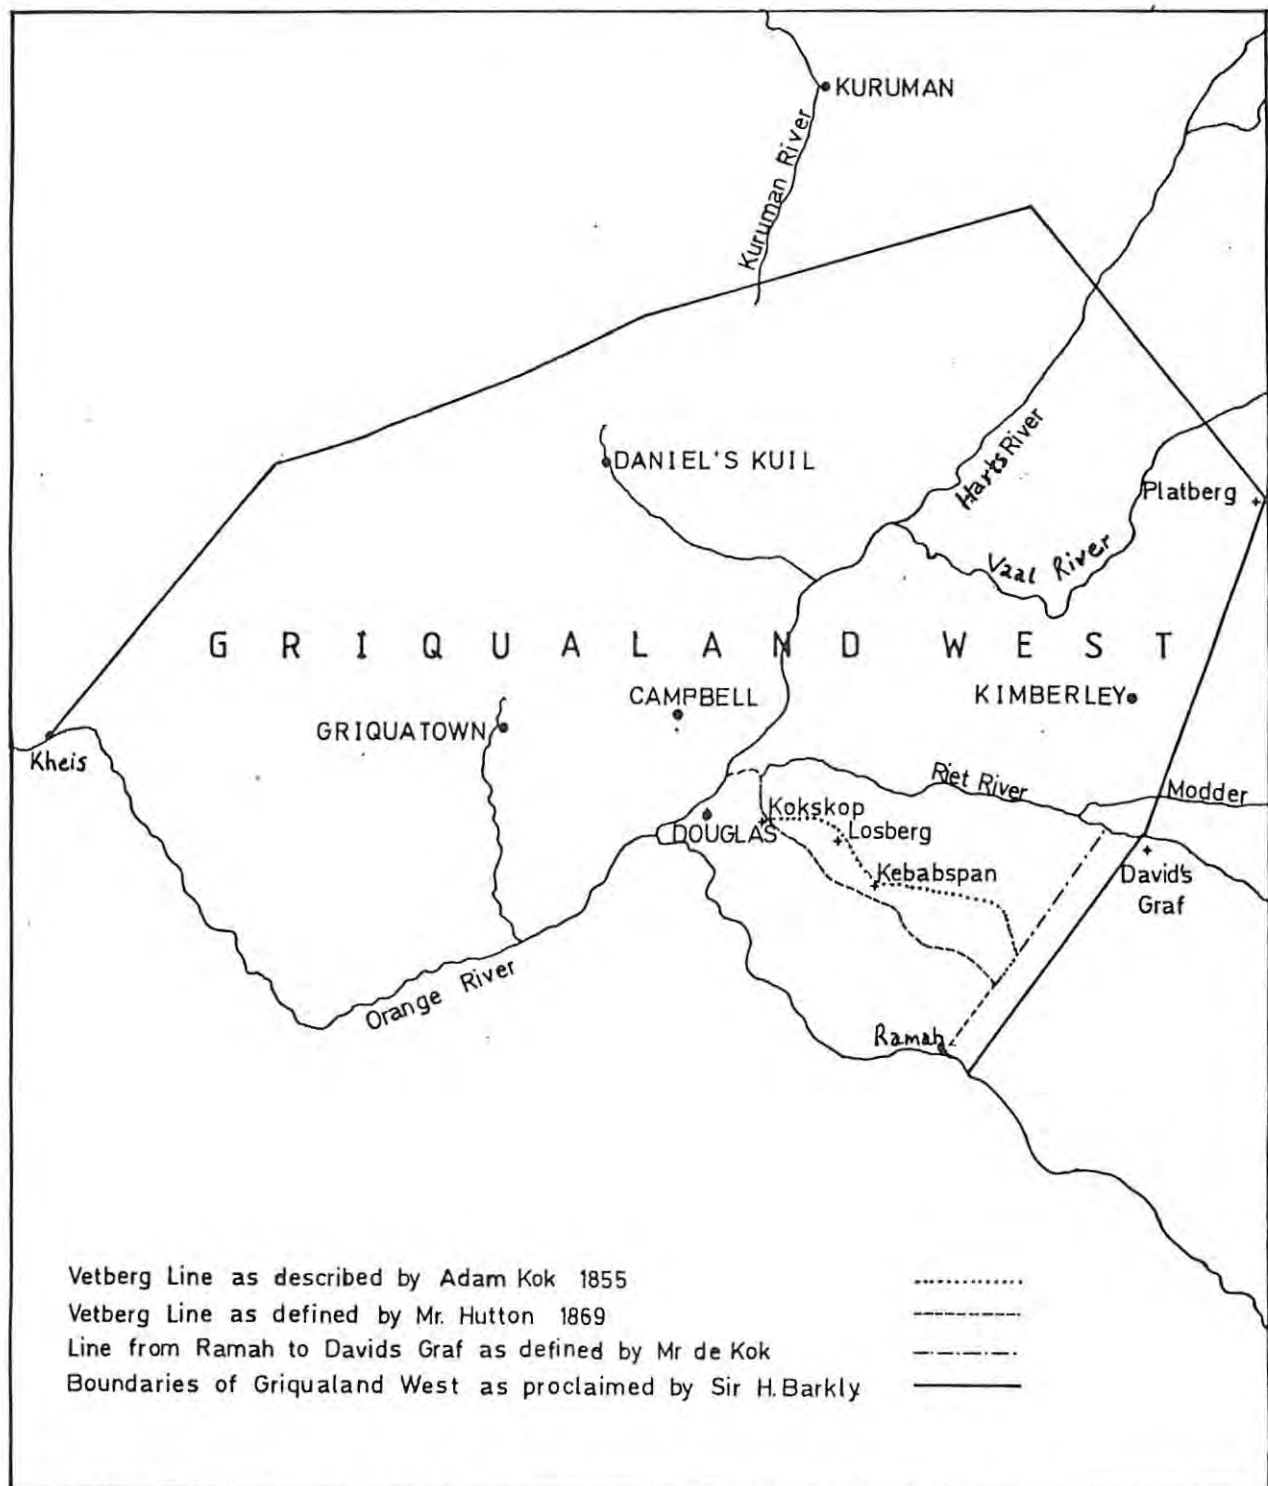 KURUMAN
Kuruman River
DANIEL'S KUIL
Harts River
Platberg
Vaal River
GRIQUALAND WEST
CAMPBELL
KIMBERLEY
GRIQUATOWN
Kheis
Riet River
Modder
Kokskop
DOUGLAS
Losberg
Kebabspan
David's
Graf
Orange River
Ramah
Vetberg Line as described by Adam Kok 1855
Vetberg Line as defined by Mr. Hutton 1869
Line from Ramah to Davids Graf as defined by Mr de Kok
Boundaries of Griqualand West as proclaimed by Sir H. Barkly